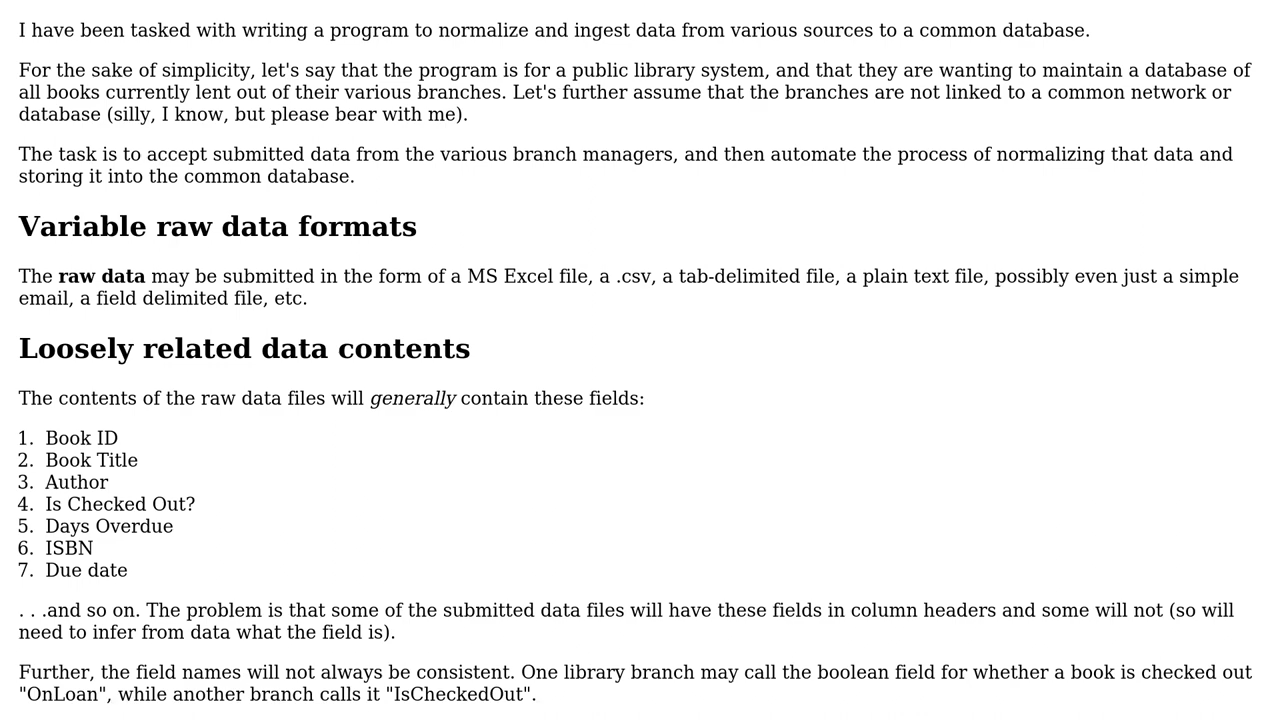 I have been tasked with writing a program to normalize and ingest data from various sources to a common database.
For the sake of simplicity, let's say that the program is for a public library system, and that they are wanting to maintain a database of
all books currently lent out of their various branches. Let's further assume that the branches are not linked to a common network or
database (silly, I know, but please bear with me).
The task is to accept submitted data from the various branch managers, and then automate the process of normalizing that data and
storing it into the common database.
Variable raw data formats
The raw data may be submitted in the form of a MS Excel file, a .csv, a tab-delimited file, a plain text file, possibly even just a simple
email, a field delimited file, etc.
Loosely related data contents
The contents of the raw data files will generally contain these fields:
1. Book ID
2. Book Title
3. Author
4. Is Checked Out?
5. Days Overdue
6. ISBN
7. Due date
. . .and so on. The problem is that some of the submitted data files will have these fields in column headers and some will not (so will
need to infer from data what the field is).
Further, the field names will not always be consistent. One library branch may call the boolean field for whether a book is checked out
"OnLoan", while another branch calls it "IsCheckedOut".